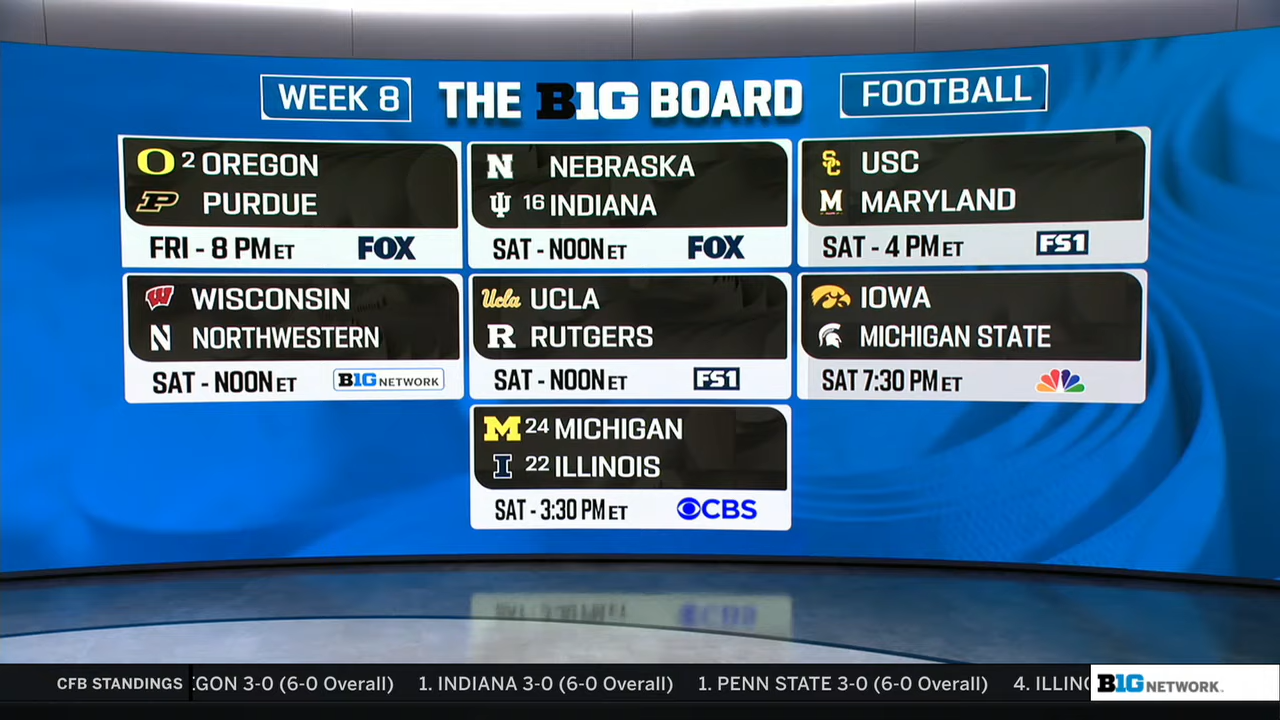 WEEK 8
THE B1G BOARD
FOOTBALL
2 OREGON
PURDUE
FRI - 8 PM ET FOX
NEBRASKA
16 INDIANA
SAT - NOON ET FOX
USC
MARYLAND
SAT - 4 PM ET FS1
WISCONSIN
NORTHWESTERN
SAT - NOON ET B1G NETWORK
Ucla UCLA
R RUTGERS
SAT - NOON ET FS1
IOWA
MICHIGAN STATE
SAT 7:30 PM ET
M 24 MICHIGAN
I 22 ILLINOIS
SAT - 3:30 PM ET CBS
CFB STANDINGS GON 3-0 (6-0 Overall) 1. INDIANA 3-0 (6-0 Overall) 1. PENN STATE 3-0 (6-0 Overall) 4. ILLIN B1G NETWORK